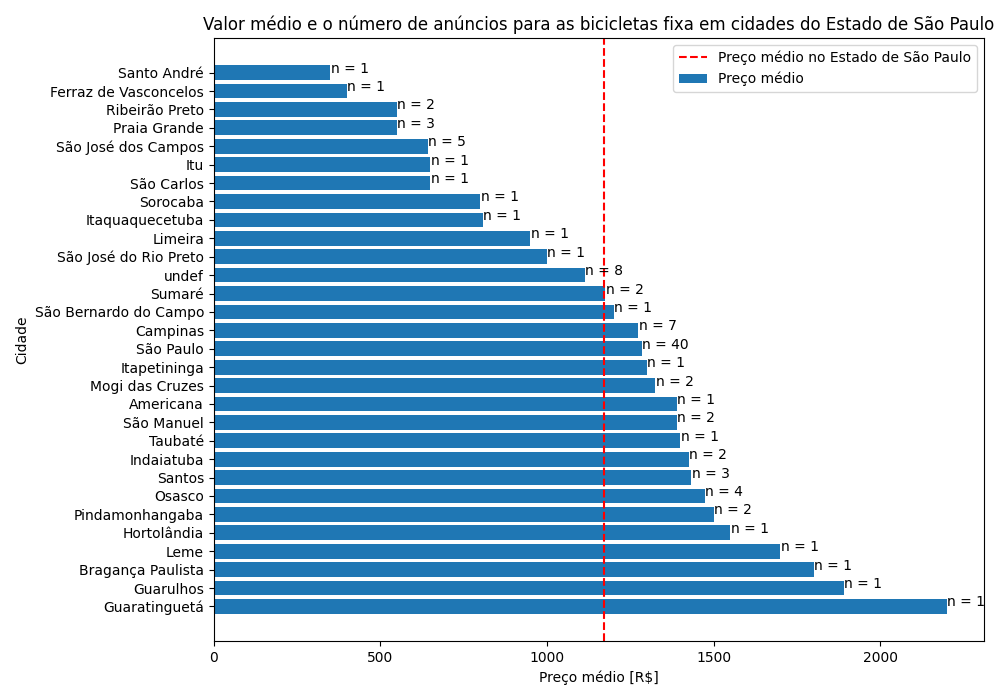 Valor médio e o número de anúncios para as bicicletas fixa em cidades do Estado de São Paulo
Preço médio no Estado de São Paulo
Preço médio
Santo André n = 1
Ferraz de Vasconcelos n = 1
Ribeirão Preto n = 2
Praia Grande n = 3
São José dos Campos n = 5
Itu n = 1
São Carlos n = 1
Sorocaba n = 1
Itaquaquecetuba n = 1
Limeira n = 1
São José do Rio Preto n = 1
undef n = 8
Sumaré n = 2
São Bernardo do Campo n = 1
Campinas n = 7
São Paulo n = 40
Itapetininga n = 1
Mogi das Cruzes n = 2
Americana n = 1
São Manuel n = 2
Taubaté n = 1
Indaiatuba n = 2
Santos n = 3
Osasco n = 4
Pindamonhangaba n = 2
Hortolândia n = 1
Leme n = 1
Bragança Paulista n = 1
Guarulhos n = 1
Guaratinguetá n = 1
Cidade
0 500 1000 1500 2000
Preço médio [R$]